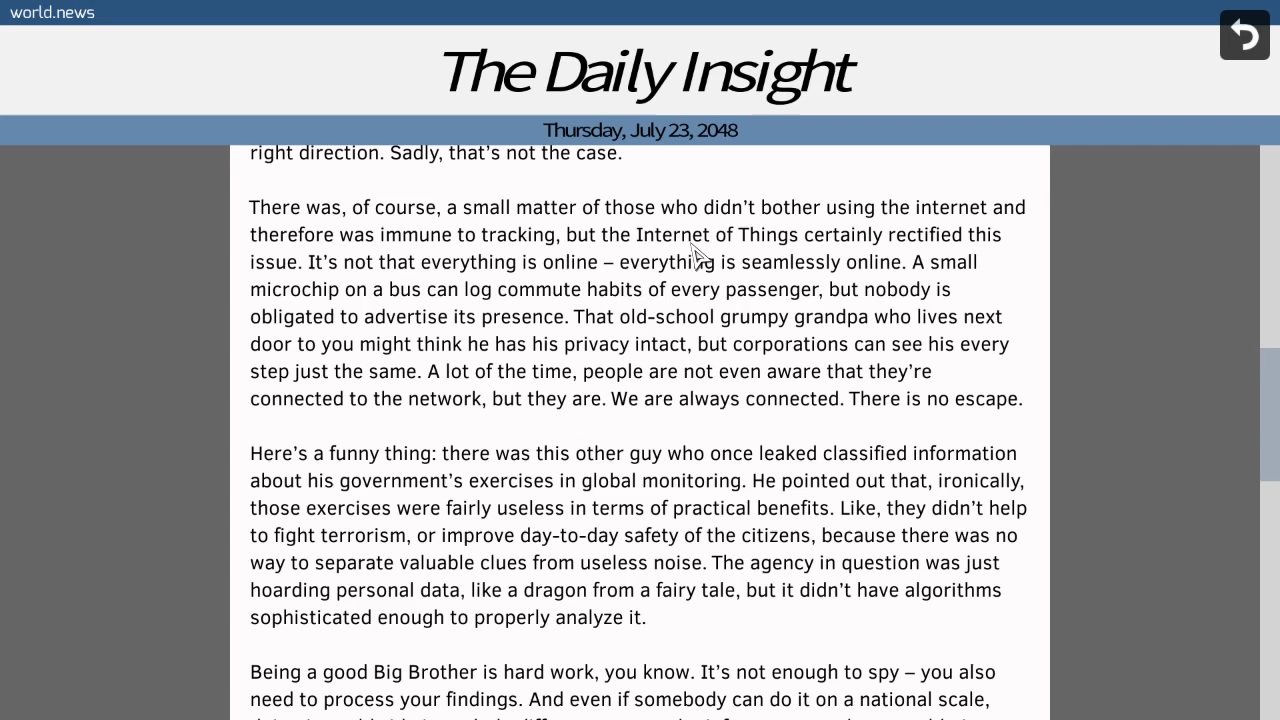 world.news
The Daily Insight
Thursday, July 23, 2048
right direction. Sadly, that’s not the case.
There was, of course, a small matter of those who didn’t bother using the internet and
therefore was immune to tracking, but the Internet of Things certainly rectified this
issue. It’s not that everything is online – everything is seamlessly online. A small
microchip on a bus can log commute habits of every passenger, but nobody is
obligated to advertise its presence. That old-school grumpy grandpa who lives next
door to you might think he has his privacy intact, but corporations can see his every
step just the same. A lot of the time, people are not even aware that they’re
connected to the network, but they are. We are always connected. There is no escape.
Here’s a funny thing: there was this other guy who once leaked classified information
about his government’s exercises in global monitoring. He pointed out that, ironically,
those exercises were fairly useless in terms of practical benefits. Like, they didn’t help
to fight terrorism, or improve day-to-day safety of the citizens, because there was no
way to separate valuable clues from useless noise. The agency in question was just
hoarding personal data, like a dragon from a fairy tale, but it didn’t have algorithms
sophisticated enough to properly analyze it.
Being a good Big Brother is hard work, you know. It’s not enough to spy – you also
need to process your findings. And even if somebody can do it on a national scale,